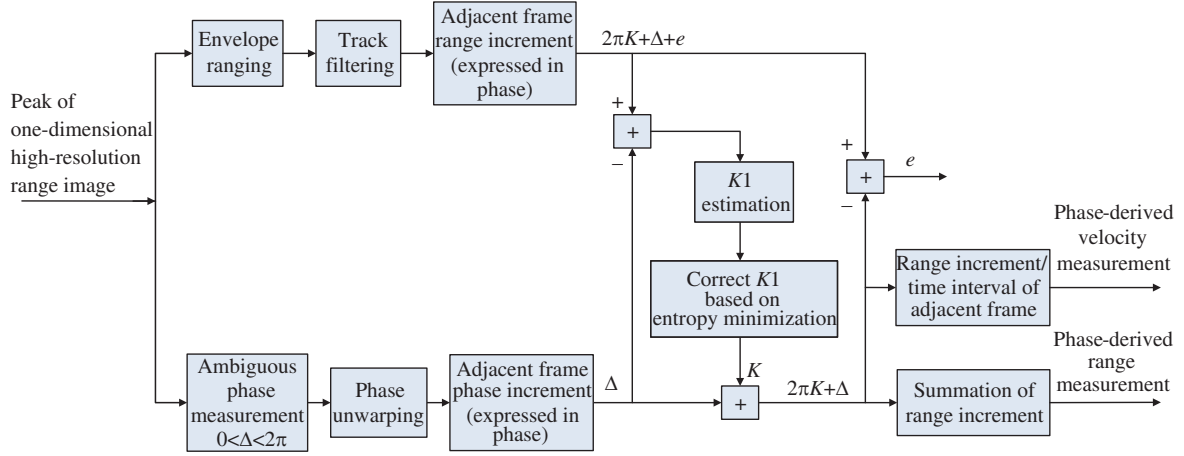 Peak of
one-dimensional
high-resolution
range image
Envelope
ranging
Track
filtering
Adjacent frame
range increment
(expressed in
phase)
2πK+Δ+e
+
+
−
K1
estimation
Correct K1
based on
entropy minimization
K
+
+
−
e
Ambiguous
phase
measurement
0<Δ<2π
Phase
unwarping
Adjacent frame
phase increment
(expressed in
phase)
Δ
+
2πK+Δ
Range increment/
time interval of
adjacent frame
Phase-derived
velocity
measurement
Summation of
range increment
Phase-derived
range
measurement